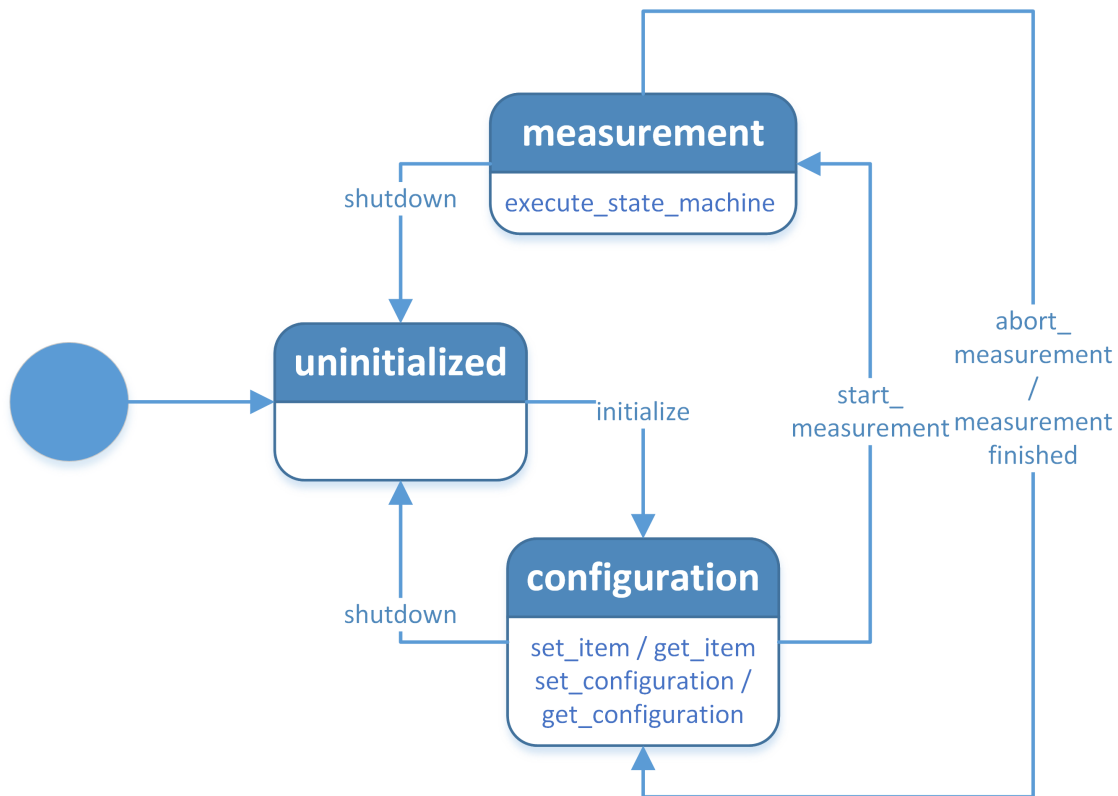 measurement
execute_state_machine
shutdown
uninitialized
initialize
abort_
measurement
/
measurement
finished
start_
measurement
configuration
set_item / get_item
set_configuration /
get_configuration
shutdown